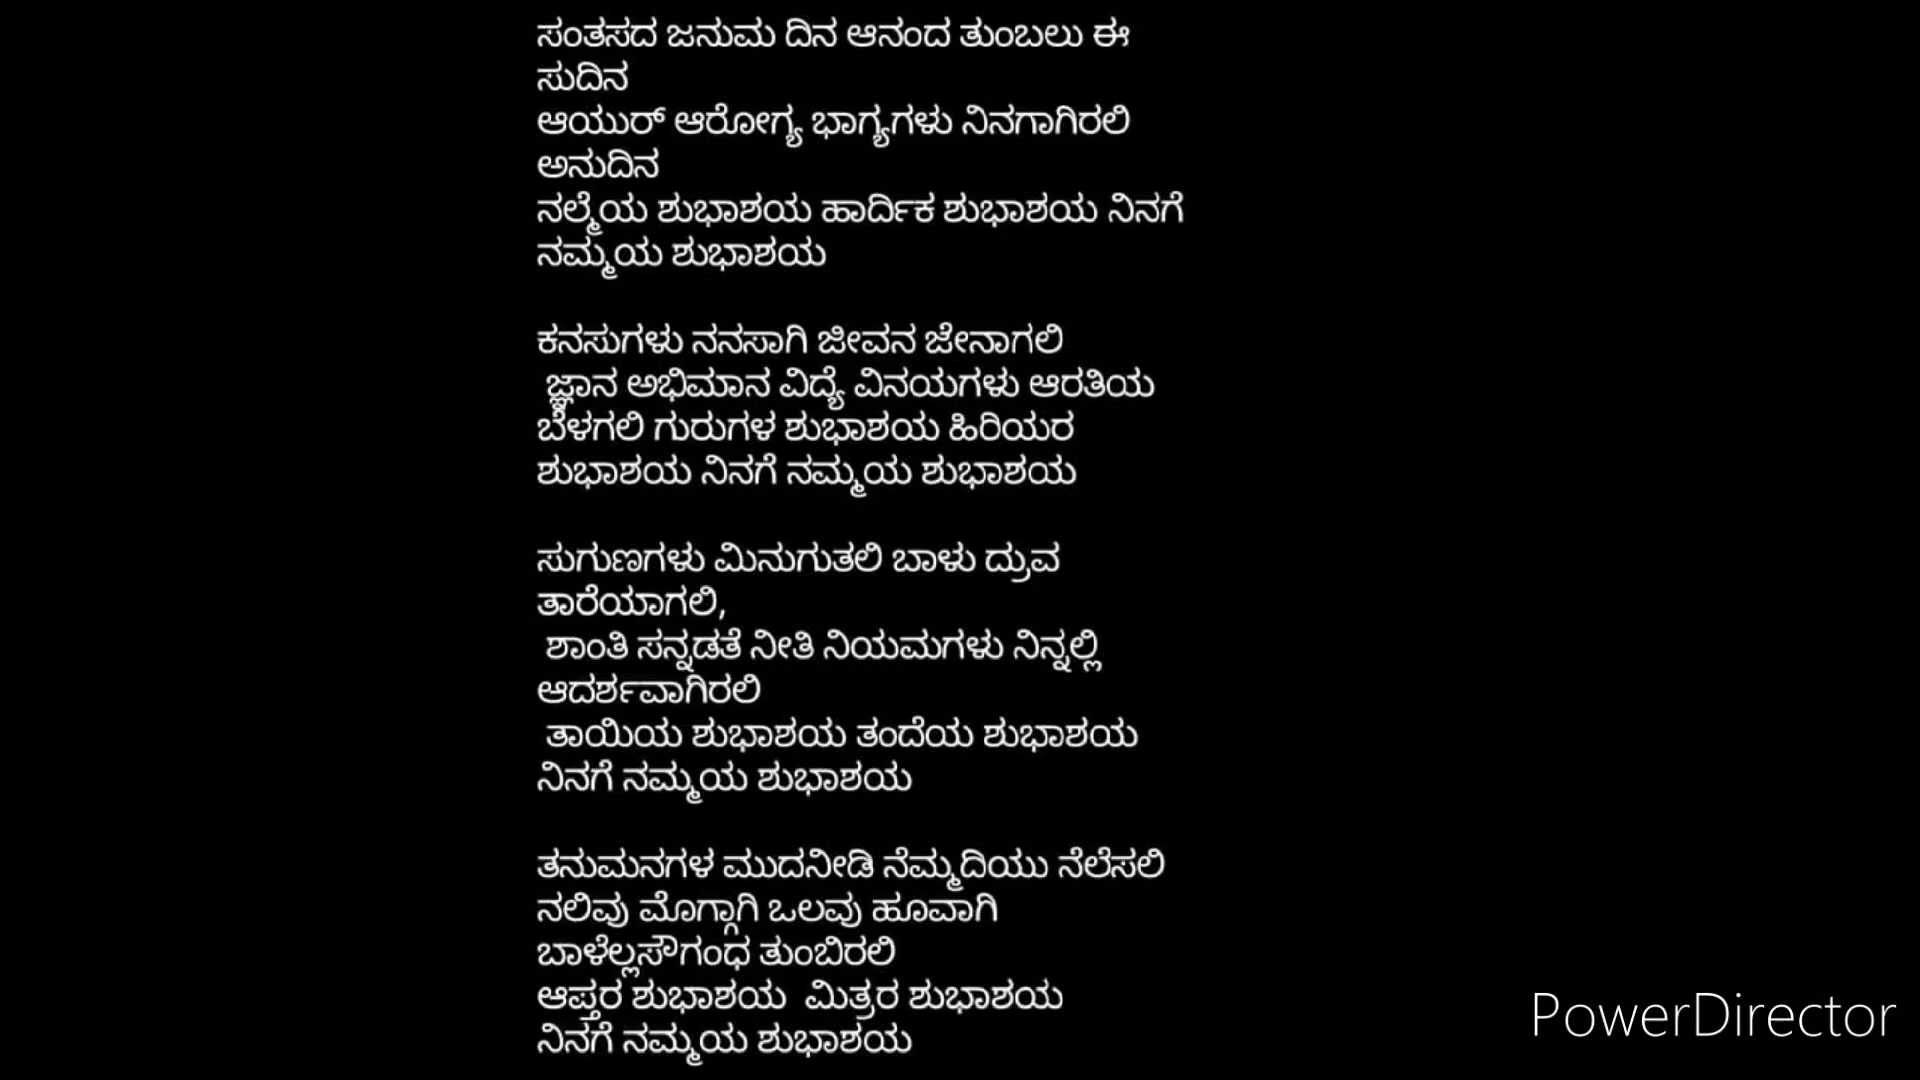 ಸಂತಸದ ಜನುಮ ದಿನ ಆನಂದ ತುಂಬಲು ಈ
ಸುದಿನ
ಆಯುರ್ ಆರೋಗ್ಯ ಭಾಗ್ಯಗಳು ನಿನಗಾಗಿರಲಿ
ಅನುದಿನ
ನಲ್ಮೆಯ ಶುಭಾಶಯ ಹಾರ್ದಿಕ ಶುಭಾಶಯ ನಿನಗೆ
ನಮ್ಮಯ ಶುಭಾಶಯ
ಕನಸುಗಳು ನನಸಾಗಿ ಜೀವನ ಜೇನಾಗಲಿ
ಜ್ಞಾನ ಅಭಿಮಾನ ವಿದ್ಯೆ ವಿನಯಗಳು ಆರತಿಯ
ಬೆಳಗಲಿ ಗುರುಗಳ ಶುಭಾಶಯ ಹಿರಿಯರ
ಶುಭಾಶಯ ನಿನಗೆ ನಮ್ಮಯ ಶುಭಾಶಯ
ಸುಗುಣಗಳು ಮಿನುಗುತಲಿ ಬಾಳು ದ್ರುವ
ತಾರೆಯಾಗಲಿ,
ಶಾಂತಿ ಸನ್ನಡತೆ ನೀತಿ ನಿಯಮಗಳು ನಿನ್ನಲ್ಲಿ
ಆದರ್ಶವಾಗಿರಲಿ
ತಾಯಿಯ ಶುಭಾಶಯ ತಂದೆಯ ಶುಭಾಶಯ
ನಿನಗೆ ನಮ್ಮಯ ಶುಭಾಶಯ
ತನುಮನಗಳ ಮುದನೀಡಿ ನೆಮ್ಮದಿಯು ನೆಲೆಸಲಿ
ನಲಿವು ಮೊಗ್ಗಾಗಿ ಒಲವು ಹೂವಾಗಿ
ಬಾಳೆಲ್ಲಸೌಗಂಧ ತುಂಬಿರಲಿ
ಆಪ್ತರ ಶುಭಾಶಯ  ಮಿತ್ರರ ಶುಭಾಶಯ
ನಿನಗೆ ನಮ್ಮಯ ಶುಭಾಶಯ
PowerDirector